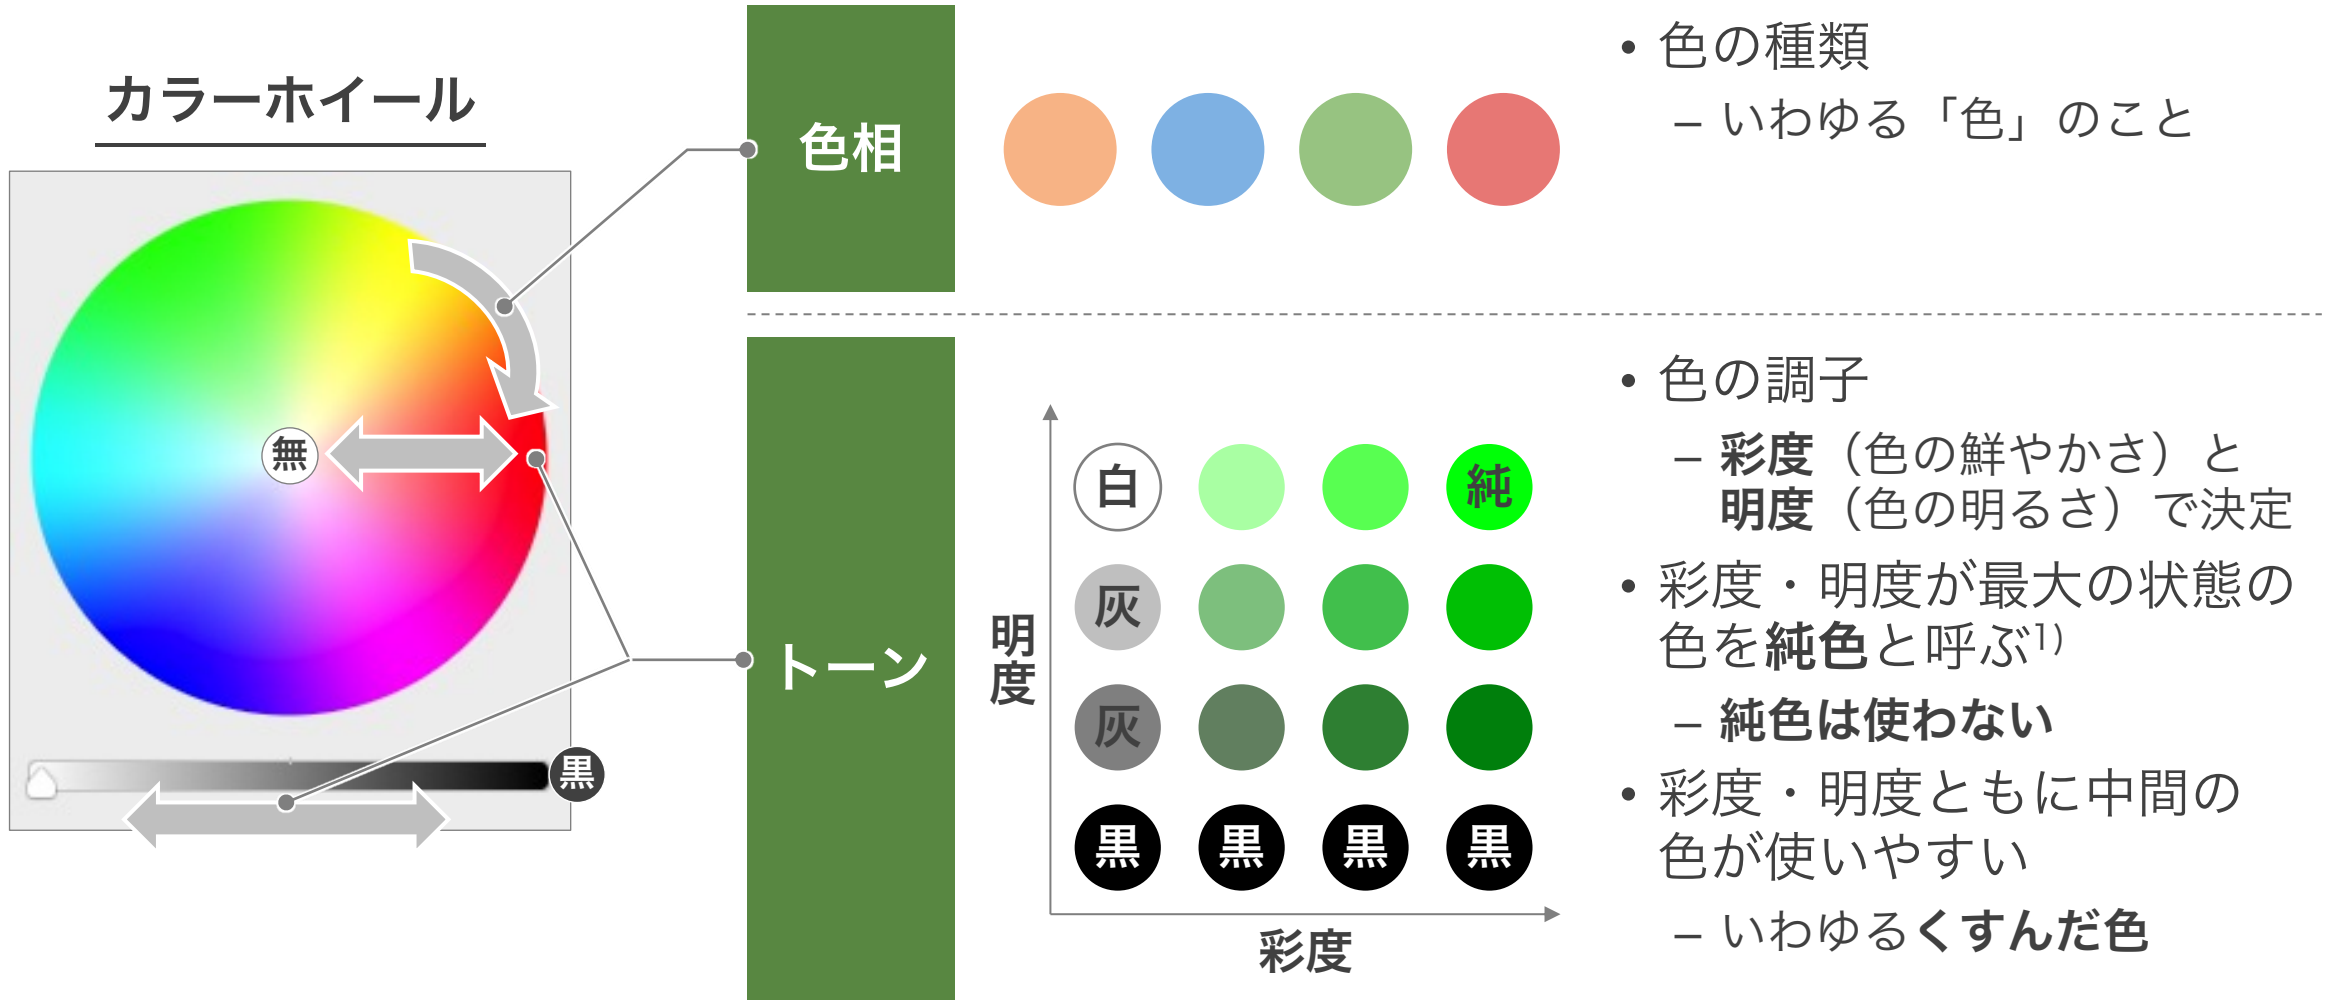 カラーホイール
無
黒
色相
• 色の種類
– いわゆる「色」のこと
トーン
明度
白
純
灰
灰
黒 黒 黒 黒
彩度
• 色の調子
– 彩度（色の鮮やかさ）と
明度（色の明るさ）で決定
• 彩度・明度が最大の状態の
色を純色と呼ぶ1)
– 純色は使わない
• 彩度・明度ともに中間の
色が使いやすい
– いわゆるくすんだ色